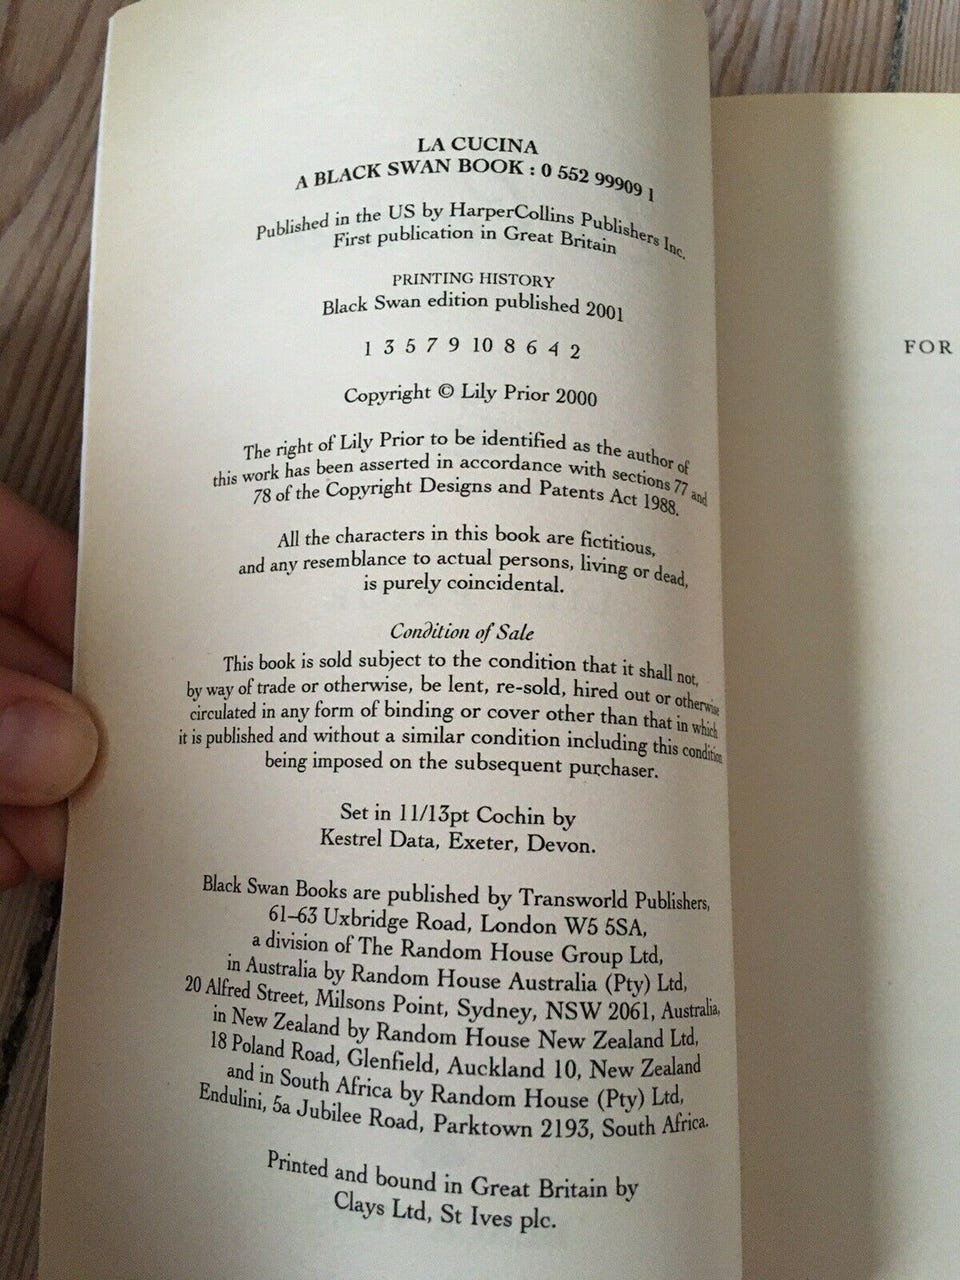 LA CUCINA
A BLACK SWAN BOOK : 0 552 99909 1
Published in the US by HarperCollins Publishers Inc.
First publication in Great Britain
PRINTING HISTORY
Black Swan edition published 2001
1 3 5 7 9 10 8 6 4 2
Copyright © Lily Prior 2000
The right of Lily Prior to be identified as the author of
this work has been asserted in accordance with sections 77 and
78 of the Copyright Designs and Patents Act 1988.
All the characters in this book are fictitious,
and any resemblance to actual persons, living or dead,
is purely coincidental.
Condition of Sale
This book is sold subject to the condition that it shall not,
by way of trade or otherwise, be lent, re-sold, hired out or otherwise
circulated in any form of binding or cover other than that in which
it is published and without a similar condition including this condition
being imposed on the subsequent purchaser.
Set in 11/13pt Cochin by
Kestrel Data, Exeter, Devon.
Black Swan Books are published by Transworld Publishers,
61–63 Uxbridge Road, London W5 5SA,
a division of The Random House Group Ltd,
in Australia by Random House Australia (Pty) Ltd,
20 Alfred Street, Milsons Point, Sydney, NSW 2061, Australia,
in New Zealand by Random House New Zealand Ltd,
18 Poland Road, Glenfield, Auckland 10, New Zealand
and in South Africa by Random House (Pty) Ltd,
Endulini, 5a Jubilee Road, Parktown 2193, South Africa.
Printed and bound in Great Britain by
Clays Ltd, St Ives plc.
FOR